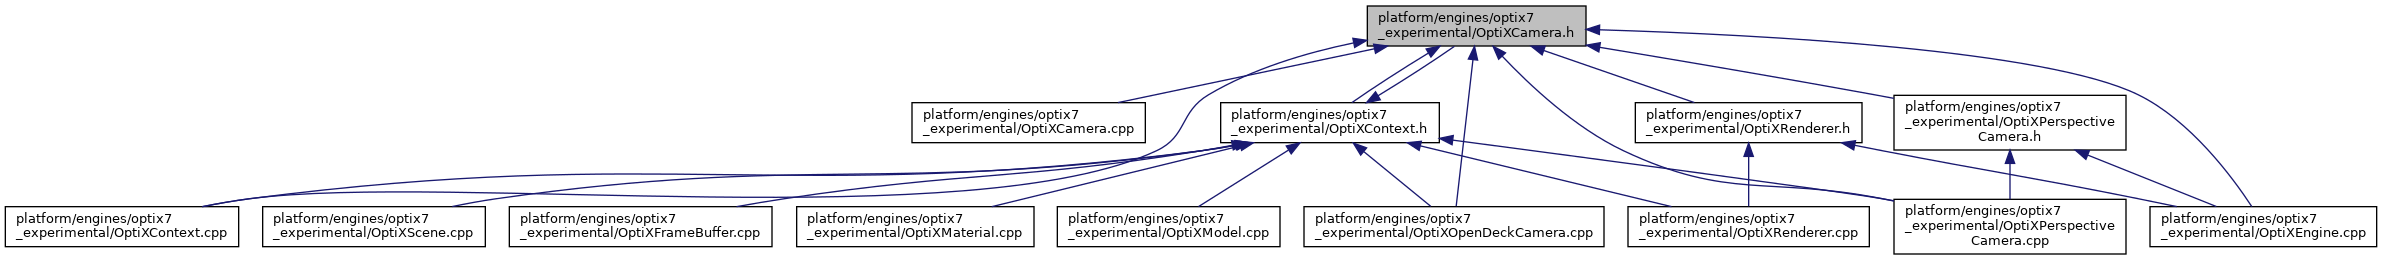 platform/engines/optix7
_experimental/OptiXCamera.h
platform/engines/optix7
_experimental/OptiXCamera.cpp
platform/engines/optix7
_experimental/OptiXContext.h
platform/engines/optix7
_experimental/OptiXRenderer.h
platform/engines/optix7
_experimental/OptiXPerspective
Camera.h
platform/engines/optix7
_experimental/OptiXContext.cpp
platform/engines/optix7
_experimental/OptiXScene.cpp
platform/engines/optix7
_experimental/OptiXFrameBuffer.cpp
platform/engines/optix7
_experimental/OptiXMaterial.cpp
platform/engines/optix7
_experimental/OptiXModel.cpp
platform/engines/optix7
_experimental/OptiXOpenDeckCamera.cpp
platform/engines/optix7
_experimental/OptiXRenderer.cpp
platform/engines/optix7
_experimental/OptiXPerspective
Camera.cpp
platform/engines/optix7
_experimental/OptiXEngine.cpp